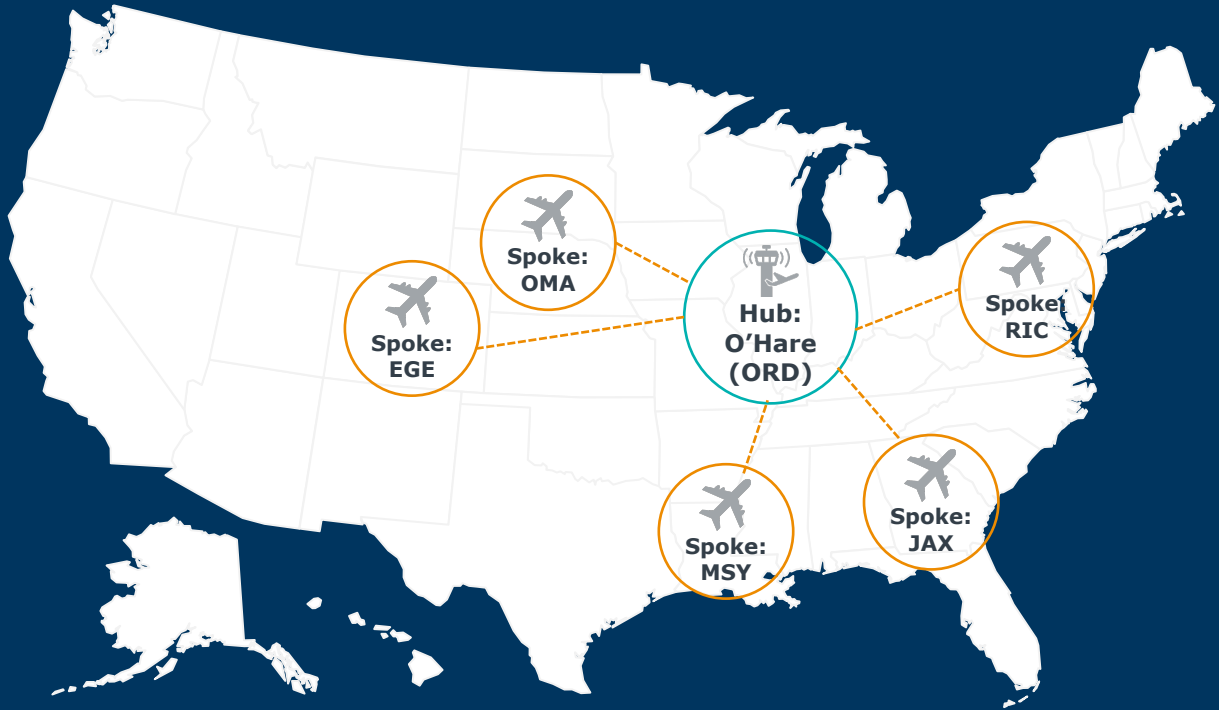 Spoke:
OMA
Spoke:
EGE
Hub:
O’Hare
(ORD)
Spoke:
RIC
Spoke:
MSY
Spoke:
JAX